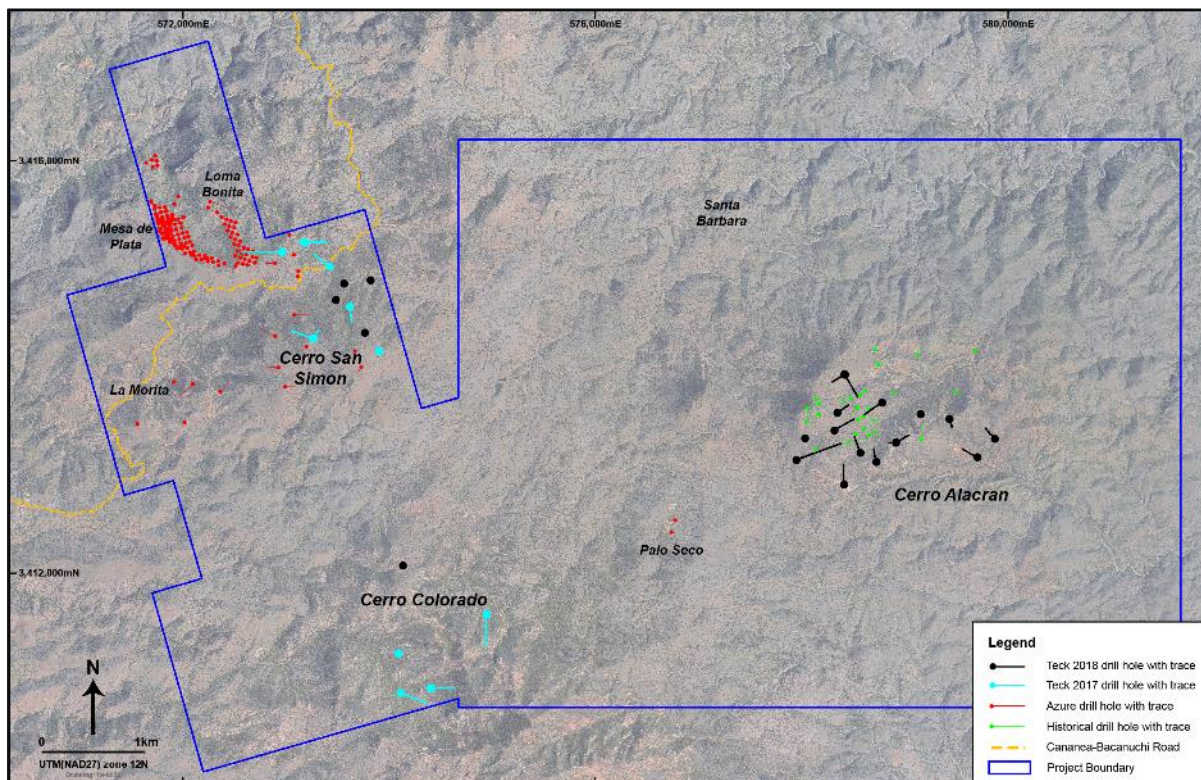 572,000mE
576,000mE
580,000mE
3,416,000mN
Loma
Bonita
Mesa de
Plata
Santa
Barbara
Cerro San
Simon
La Morita
Cerro Alacran
Palo Seco
3,412,000mN
Cerro Colorado
N
0
1km
UTM(NAD27) zone 12N
Legend
Teck 2018 drill hole with trace
Teck 2017 drill hole with trace
Azure drill hole with trace
Historical drill hole with trace
Cananea-Bacanuchi Road
Project Boundary